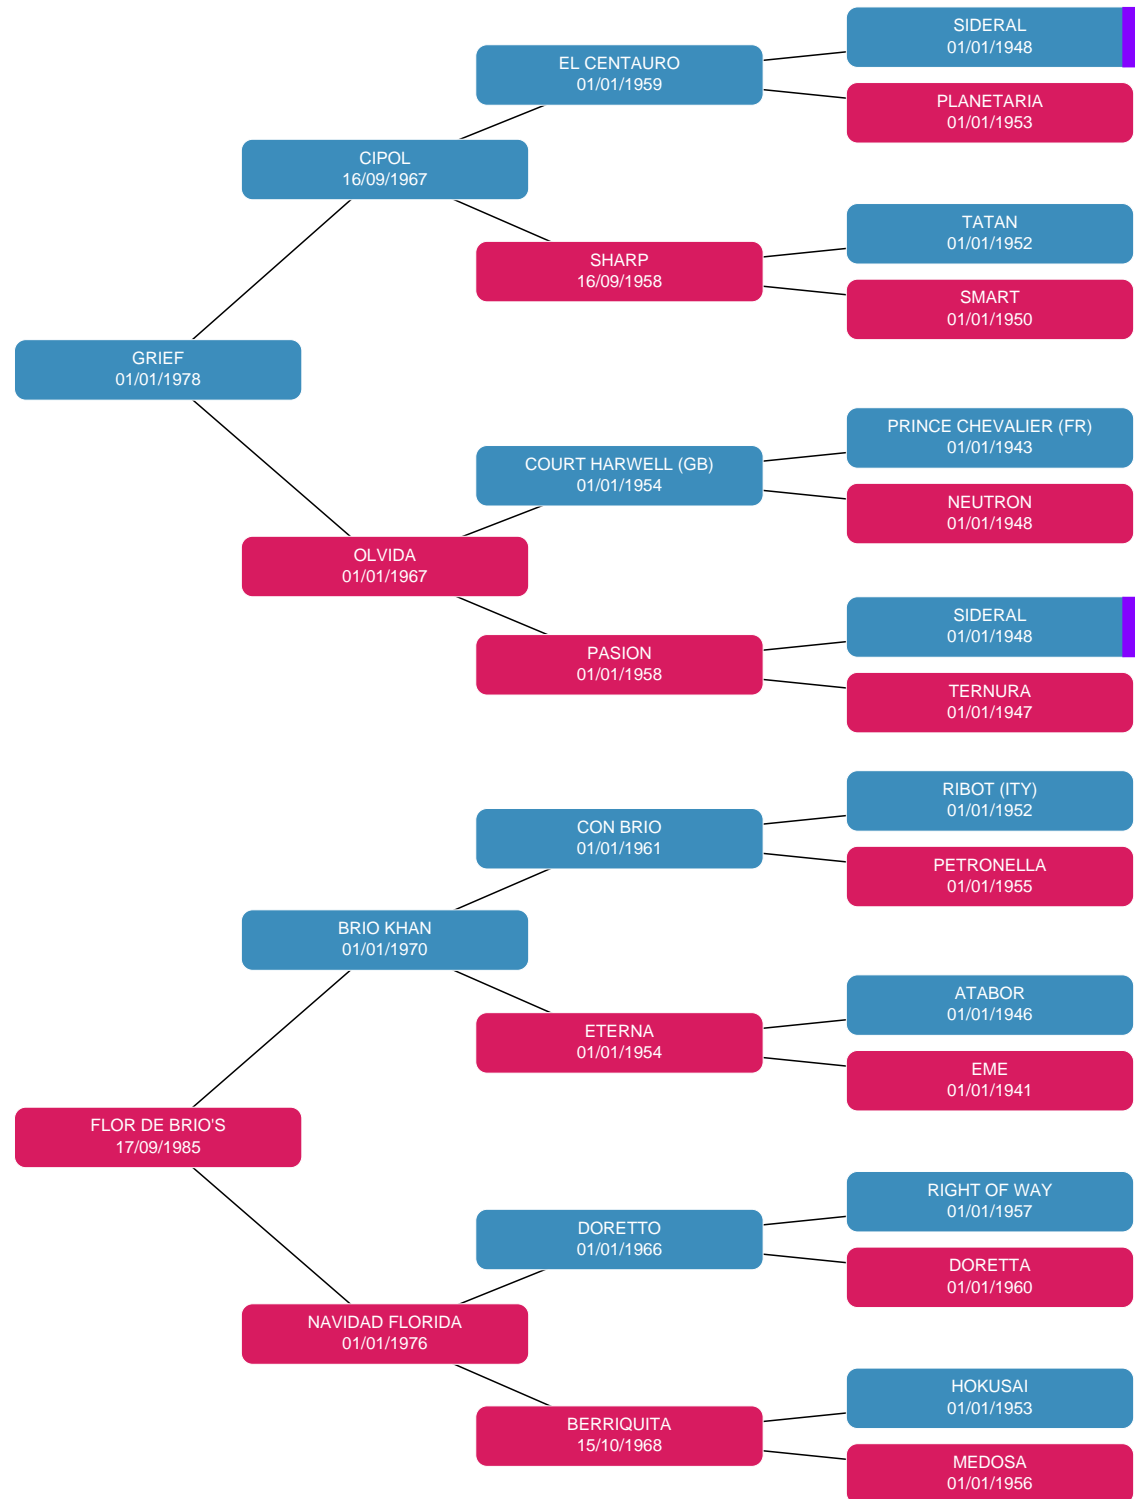 SIDERAL
01/01/1948
EL CENTAURO
01/01/1959
PLANETARIA
01/01/1953
CIPOL
16/09/1967
TATAN
01/01/1952
SHARP
16/09/1958
SMART
01/01/1950
GRIEF
01/01/1978
PRINCE CHEVALIER (FR)
01/01/1943
COURT HARWELL (GB)
01/01/1954
NEUTRON
01/01/1948
OLVIDA
01/01/1967
SIDERAL
01/01/1948
PASION
01/01/1958
TERNURA
01/01/1947
RIBOT (ITY)
01/01/1952
CON BRIO
01/01/1961
PETRONELLA
01/01/1955
BRIO KHAN
01/01/1970
ATABOR
01/01/1946
ETERNA
01/01/1954
EME
01/01/1941
FLOR DE BRIO'S
17/09/1985
RIGHT OF WAY
01/01/1957
DORETTO
01/01/1966
DORETTA
01/01/1960
NAVIDAD FLORIDA
01/01/1976
HOKUSAI
01/01/1953
BERRIQUITA
15/10/1968
MEDOSA
01/01/1956